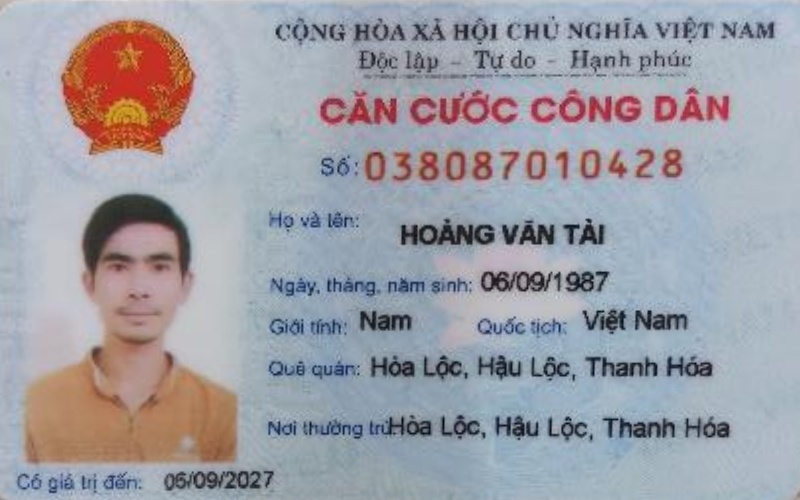 CỘNG HÒA XÃ HỘI CHỦ NGHĨA VIỆT NAM
Độc lập - Tự do - Hạnh phúc
CĂN CƯỚC CÔNG DÂN
Số: 038087010428
Họ và tên: HOÀNG VĂN TÀI
Ngày, tháng, năm sinh: 06/09/1987
Giới tính: Nam Quốc tịch: Việt Nam
Quê quán: Hòa Lộc, Hậu Lộc, Thanh Hóa
Nơi thường trú: Hòa Lộc, Hậu Lộc, Thanh Hóa
Có giá trị đến: 06/09/2027